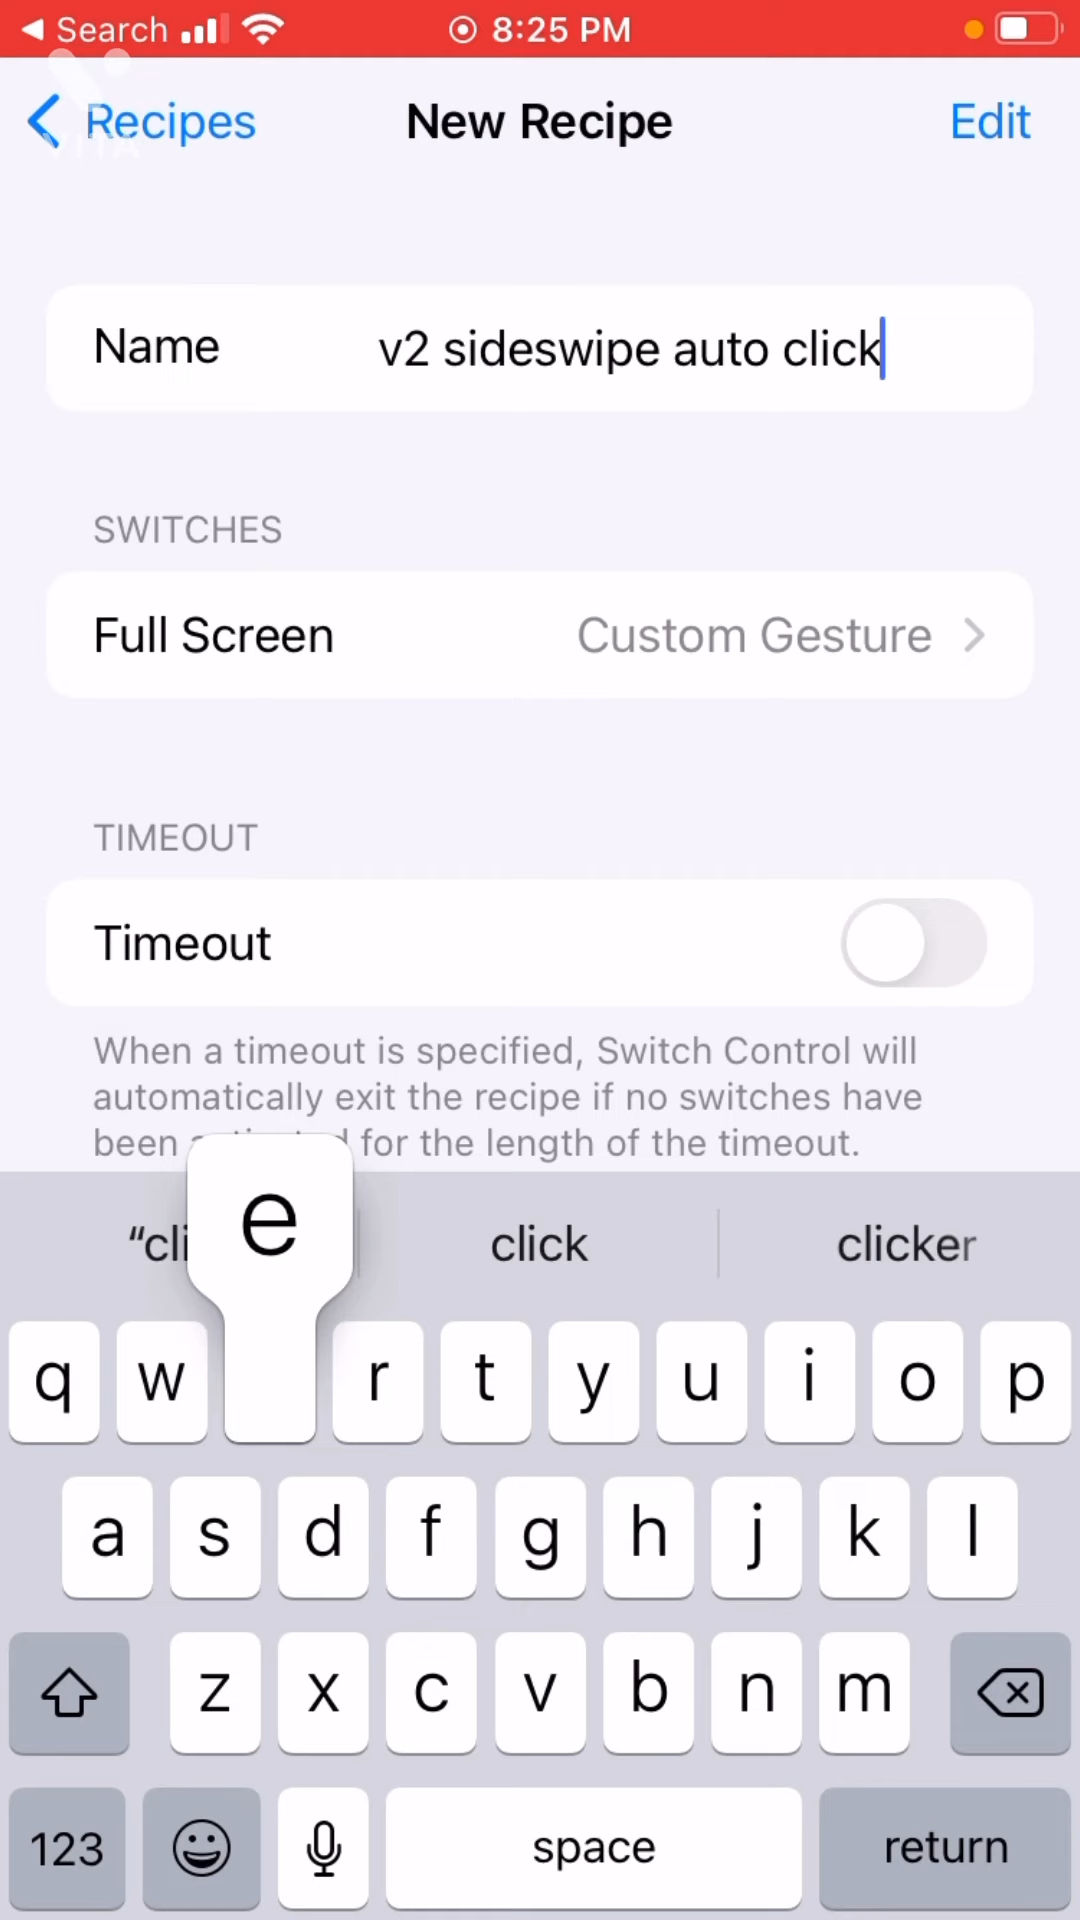 Search 8:25 PM
VITA
Recipes New Recipe Edit
Name v2 sideswipe auto click
SWITCHES
Full Screen Custom Gesture
TIMEOUT
Timeout
When a timeout is specified, Switch Control will
automatically exit the recipe if no switches have
been for the length of the timeout.
e
click clicker
q w r t y u i o p
a s d f g h j k l
z x c v b n m
123 space return